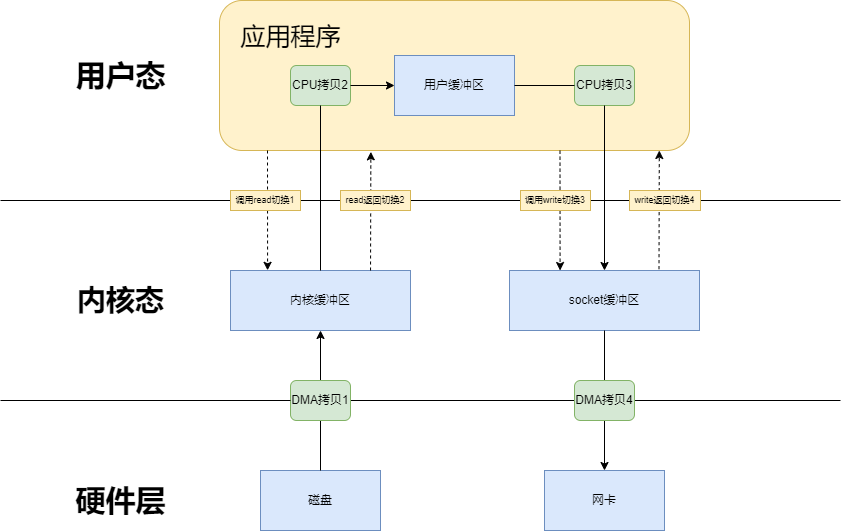 应用程序
用户态
CPU拷贝2
用户缓冲区
CPU拷贝3
调用read切换1
read返回切换2
调用write切换3
write返回切换4
内核态
内核缓冲区
socket缓冲区
DMA拷贝1
DMA拷贝4
硬件层
磁盘
网卡